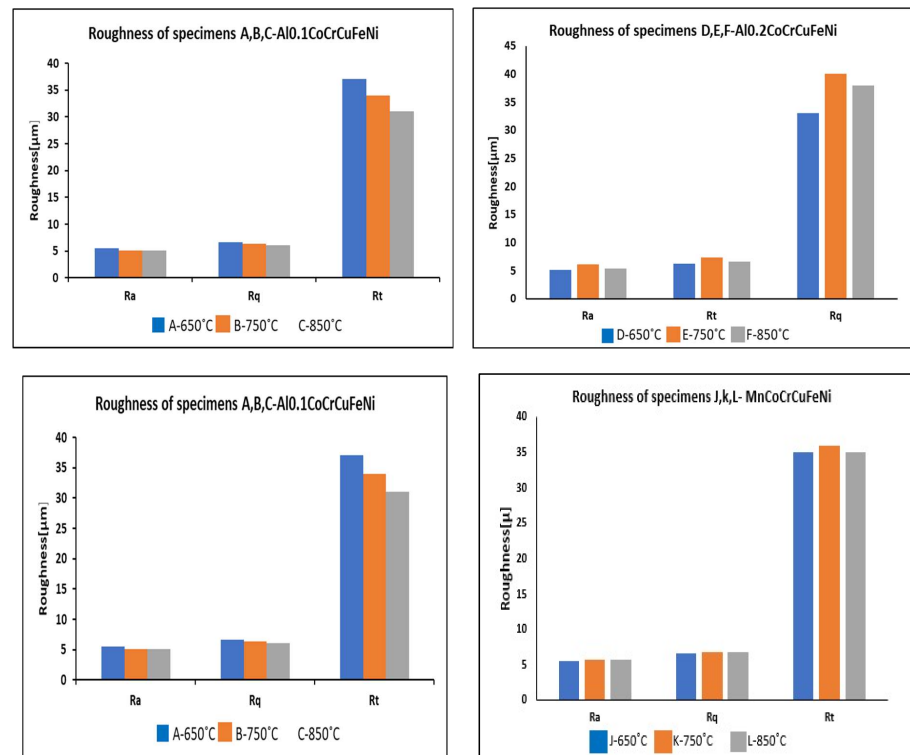 Roughness of specimens A,B,C-Al0.1CoCrCuFeNi
Roughness[µm]
40
35
30
25
20
15
10
5
0
Ra Rq Rt
A-650˚C B-750˚C C-850˚C
Roughness of specimens D,E,F-Al0.2CoCrCuFeNi
Roughness[µm]
45
40
35
30
25
20
15
10
5
0
Ra Rt Rq
D-650˚C E-750˚C F-850˚C
Roughness of specimens A,B,C-Al0.1CoCrCuFeNi
Roughness[µm]
40
35
30
25
20
15
10
5
0
Ra Rq Rt
A-650˚C B-750˚C C-850˚C
Roughness of specimens J,k,L- MnCoCrCuFeNi
Roughness[µ]
40
35
30
25
20
15
10
5
0
Ra Rq Rt
J-650˚C K-750˚C L-850˚C